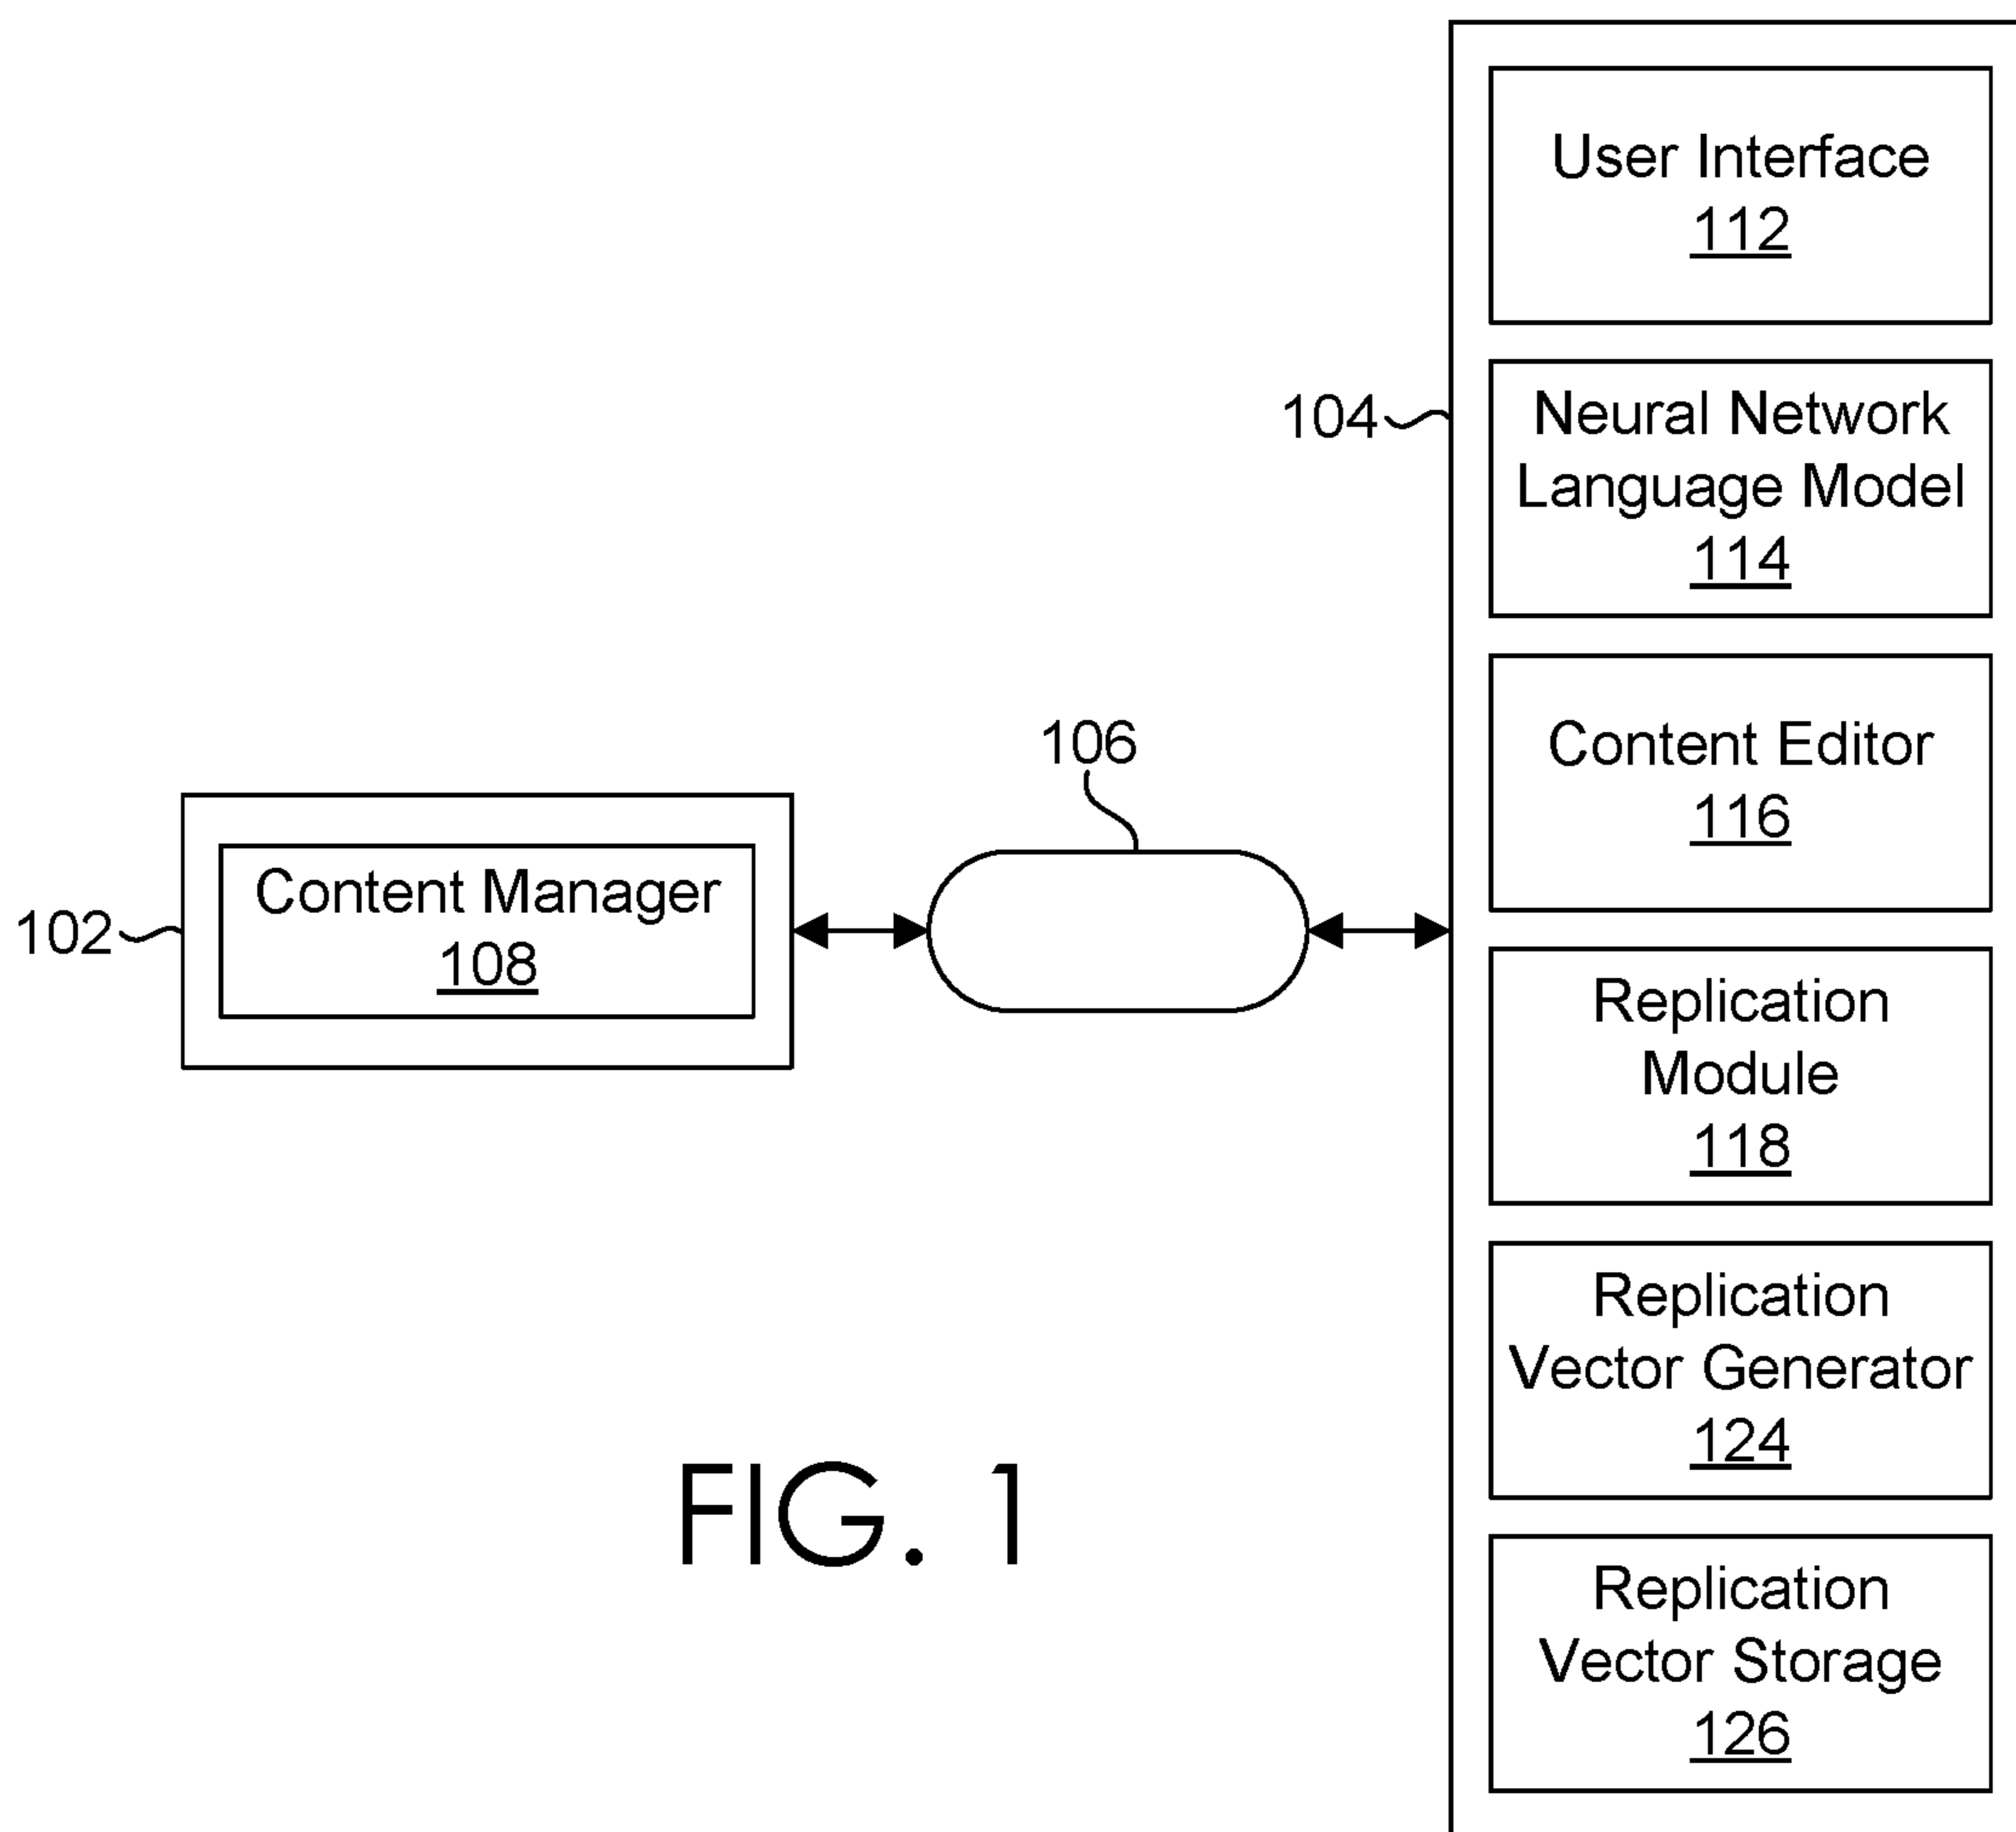 User Interface
112
104
Neural Network
Language Model
114
106
Content Editor
116
102
Content Manager
108
Replication
Module
118
Replication
Vector Generator
124
FIG. 1
Replication
Vector Storage
126